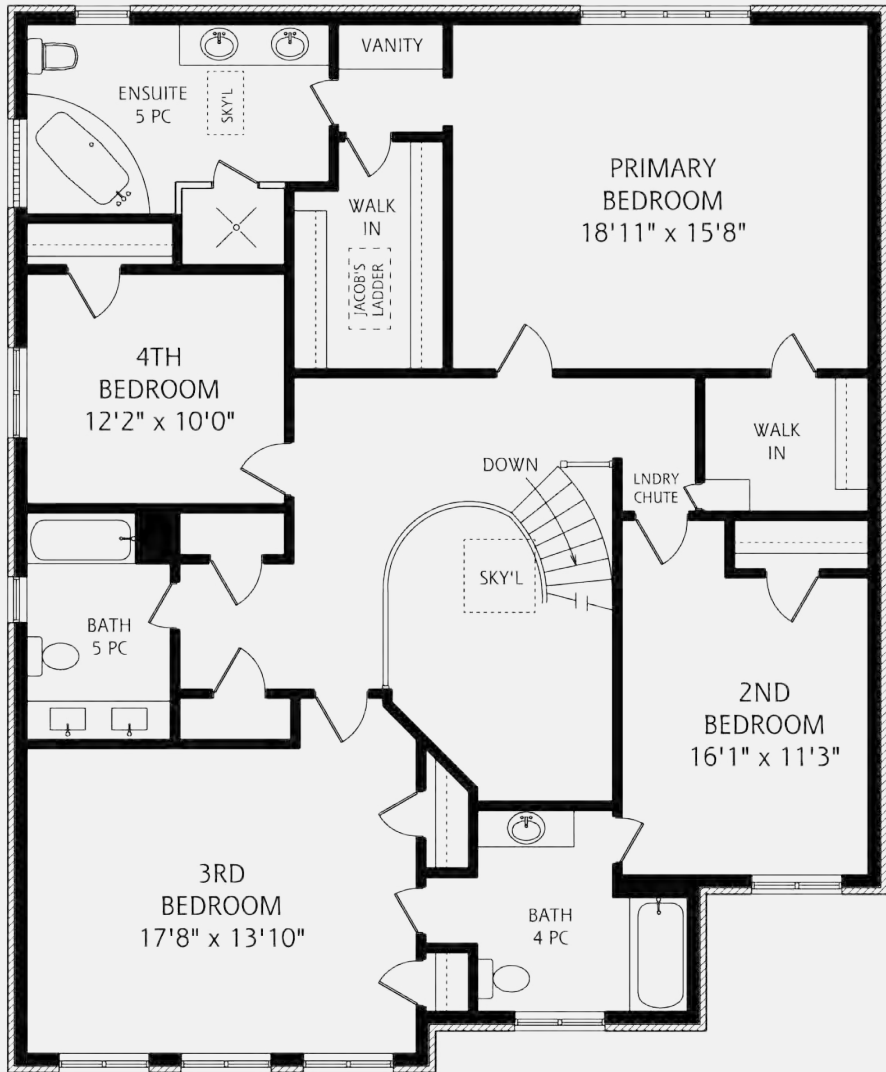 VANITY
ENSUITE
5 PC
SKY'L
PRIMARY
BEDROOM
18'11" x 15'8"
WALK
IN
JACOB'S
LADDER
4TH
BEDROOM
12'2" x 10'0"
WALK
IN
DOWN
LNDRY
CHUTE
SKY'L
BATH
5 PC
2ND
BEDROOM
16'1" x 11'3"
3RD
BEDROOM
17'8" x 13'10"
BATH
4 PC